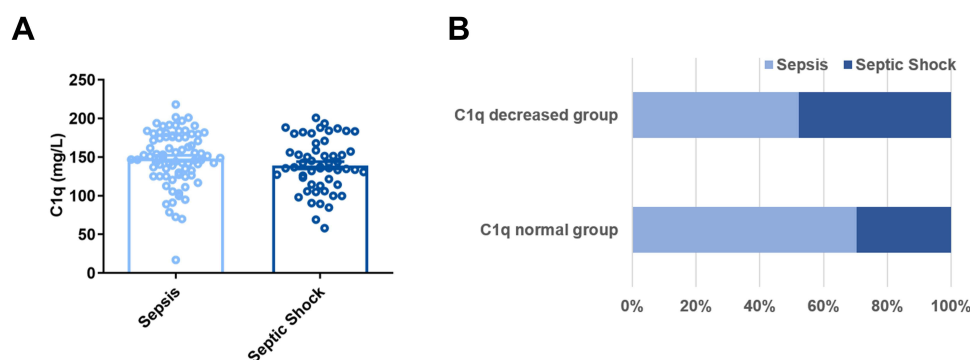 A
B
250
200
150
100
50
0
C1q (mg/L)
Sepsis
Septic Shock
Sepsis
Septic Shock
C1q decreased group
C1q normal group
0% 20% 40% 60% 80% 100%